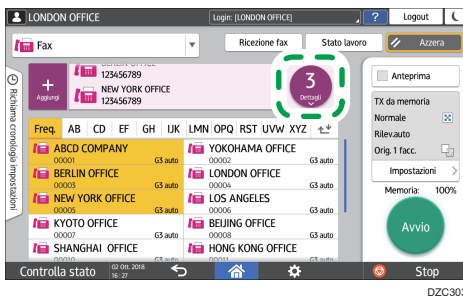 LONDON OFFICE
Login: [LONDON OFFICE]
?
Logout
Fax
Ricezione fax
Stato lavoro
Azzera
Richiama cronologia impostazioni
+
Aggiungi
BERLIN OFFICE
123456789
NEW YORK OFFICE
123456789
3
Dettagli
Freq.
AB
CD
EF
GH
IJK
LMN
OPQ
RST
UVW
XYZ
ABCD COMPANY
00001
G3 auto
YOKOHAMA OFFICE
00002
G3 auto
BERLIN OFFICE
00003
G3 auto
LONDON OFFICE
00004
G3 auto
NEW YORK OFFICE
00005
G3 auto
LOS ANGELES
00006
G3 auto
KYOTO OFFICE
00007
G3 auto
BEIJING OFFICE
00008
G3 auto
SHANGHAI OFFICE
HONG KONG OFFICE
Anteprima
TX da memoria
Normale
Rilev.auto
Orig. 1 facc.
Impostazioni
Memoria: 100%
Avvio
Controlla stato
02 Ott. 2018
16: 27
Stop